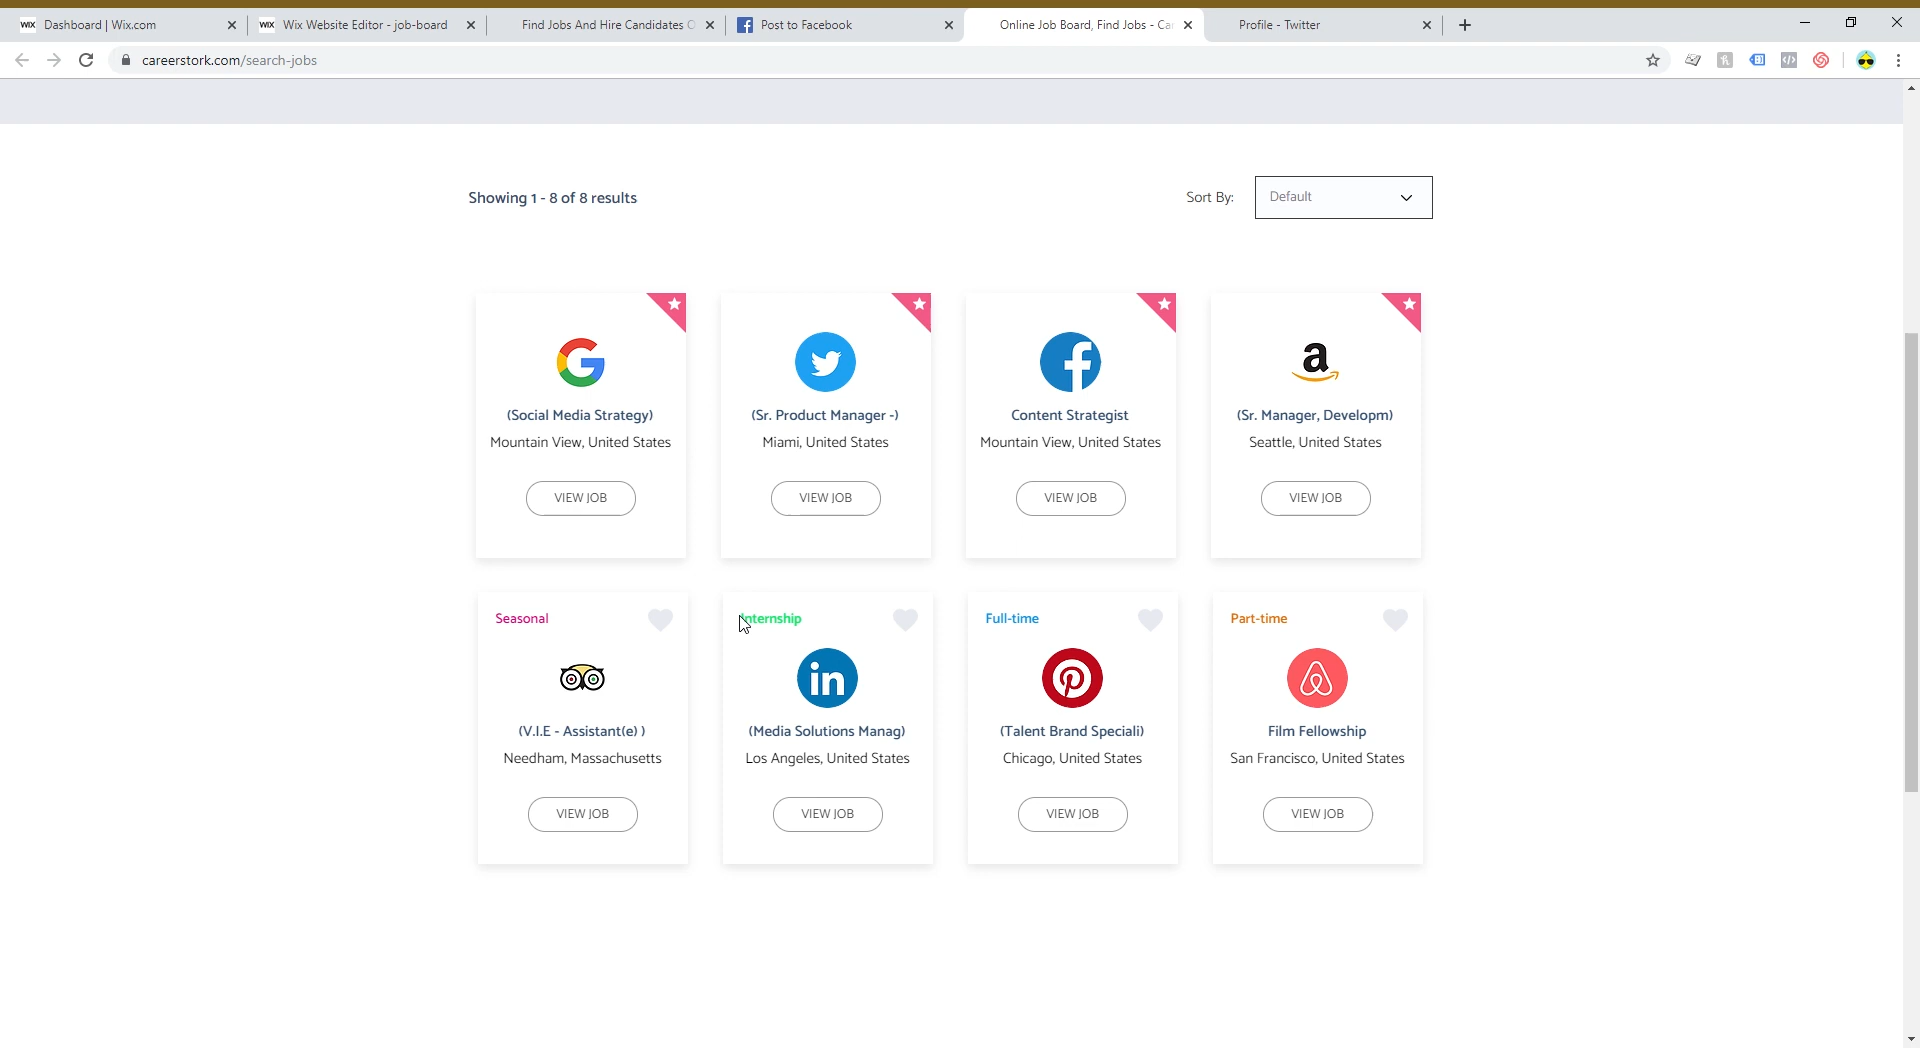 WIX Dashboard | Wix.com
WIX Wix Website Editor - job-board
Find Jobs And Hire Candidates O
Post to Facebook
Online Job Board, Find Jobs - Car
Profile - Twitter
careerstork.com/search-jobs
Showing 1 - 8 of 8 results
Sort By:
Default
(Social Media Strategy)
Mountain View, United States
VIEW JOB
(Sr. Product Manager -)
Miami, United States
VIEW JOB
Content Strategist
Mountain View, United States
VIEW JOB
a
(Sr. Manager, Developm)
Seattle, United States
VIEW JOB
Seasonal
(V.I.E - Assistant(e) )
Needham, Massachusetts
VIEW JOB
Internship
in
(Media Solutions Manag)
Los Angeles, United States
VIEW JOB
Full-time
(Talent Brand Speciali)
Chicago, United States
VIEW JOB
Part-time
Film Fellowship
San Francisco, United States
VIEW JOB